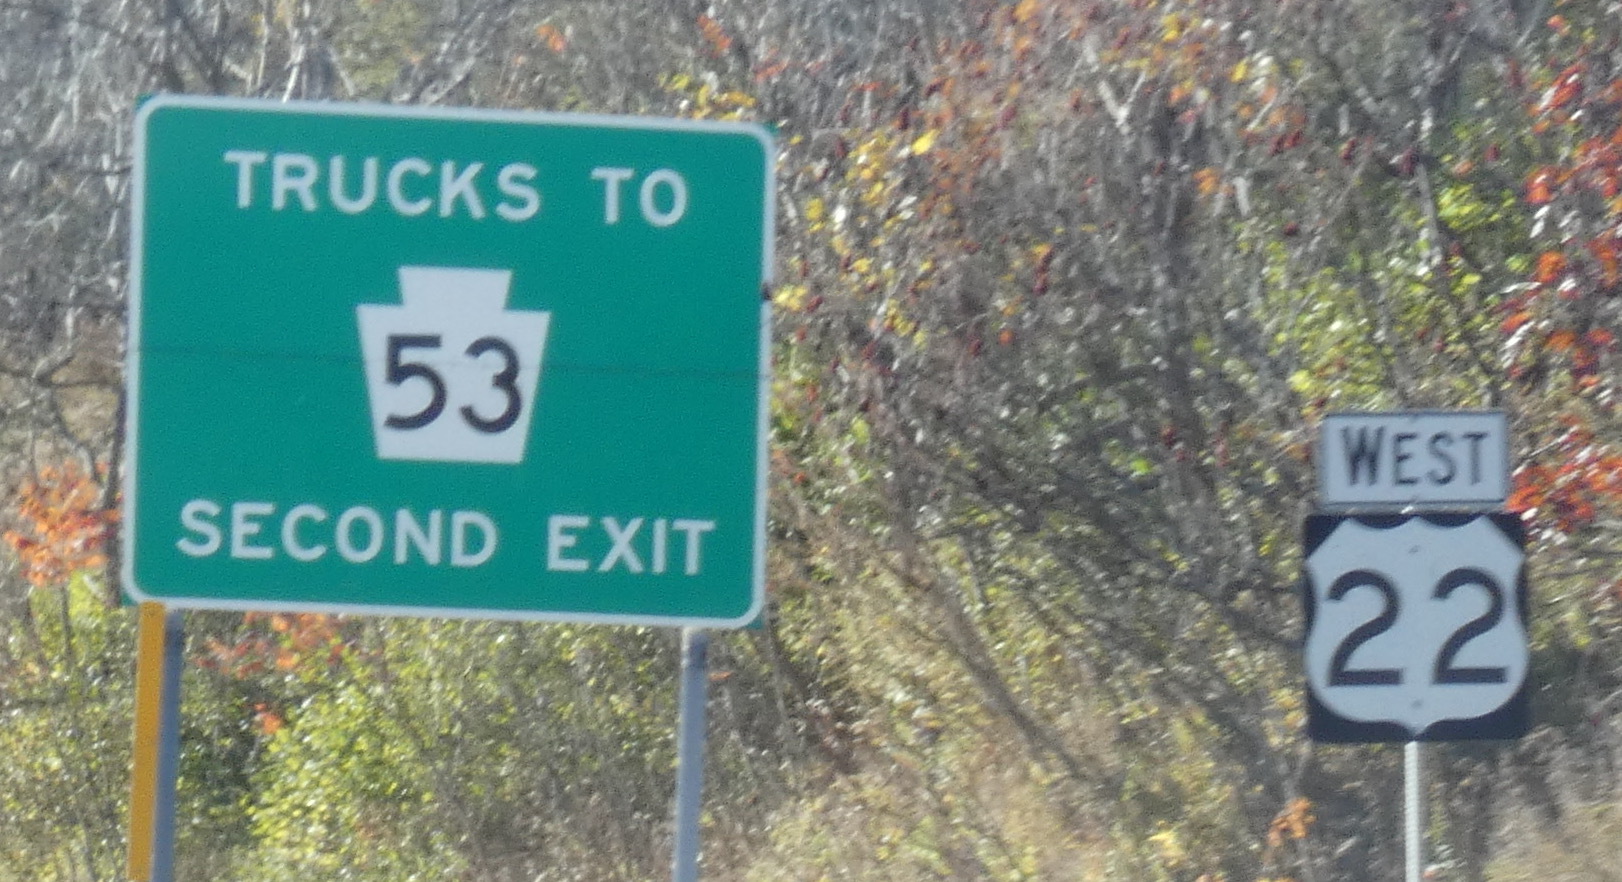 TRUCKS TO
53
SECOND EXIT
WEST
22